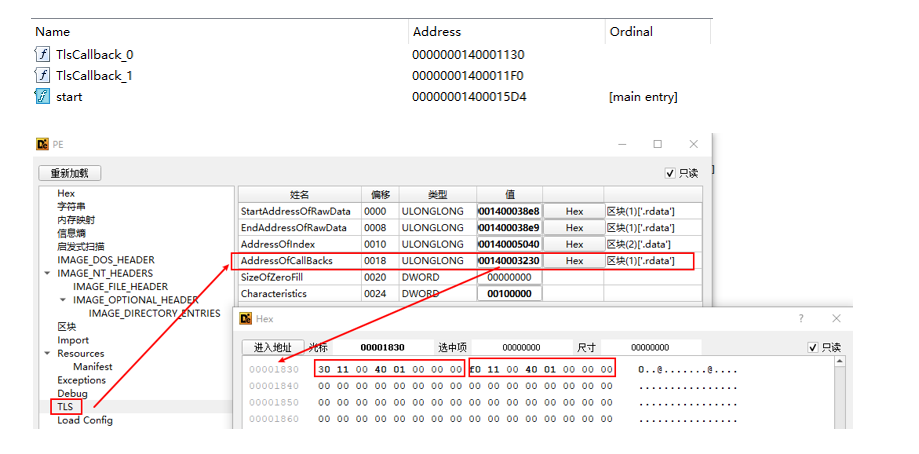 Name Address Ordinal
TlsCallback_0 0000000140001130
TlsCallback_1 00000001400011F0
start 00000001400015D4 [main entry]
PE
重新加载 只读
Hex
字符串
内存映射
信息熵
启发式扫描
IMAGE_DOS_HEADER
IMAGE_NT_HEADERS
IMAGE_FILE_HEADER
IMAGE_OPTIONAL_HEADER
IMAGE_DIRECTORY_ENTRIES
区块
Import
Resources
Manifest
Exceptions
Debug
TLS
Load Config
姓名 偏移 类型 值
StartAddressOfRawData 0000 ULONGLONG 001400038e8 Hex 区块(1)['.rdata']
EndAddressOfRawData 0008 ULONGLONG 001400038e9 Hex 区块(1)['.rdata']
AddressOfIndex 0010 ULONGLONG 00140005040 Hex 区块(2)['.data']
AddressOfCallBacks 0018 ULONGLONG 00140003230 Hex 区块(1)['.rdata']
SizeOfZeroFill 0020 DWORD 00000000
Characteristics 0024 DWORD 00100000
Hex
进入地址 光标 00001830 选中项 00000000 尺寸 00000000 只读
00001830 30 11 00 40 01 00 00 00 f0 11 00 40 01 00 00 00 0..@.......@....
00001840 00 00 00 00 00 00 00 00 00 00 00 00 00 00 00 00 ................
00001850 00 00 00 00 00 00 00 00 00 00 00 00 00 00 00 00 ................
00001860 00 00 00 00 00 00 00 00 00 00 00 00 00 00 00 00 ................